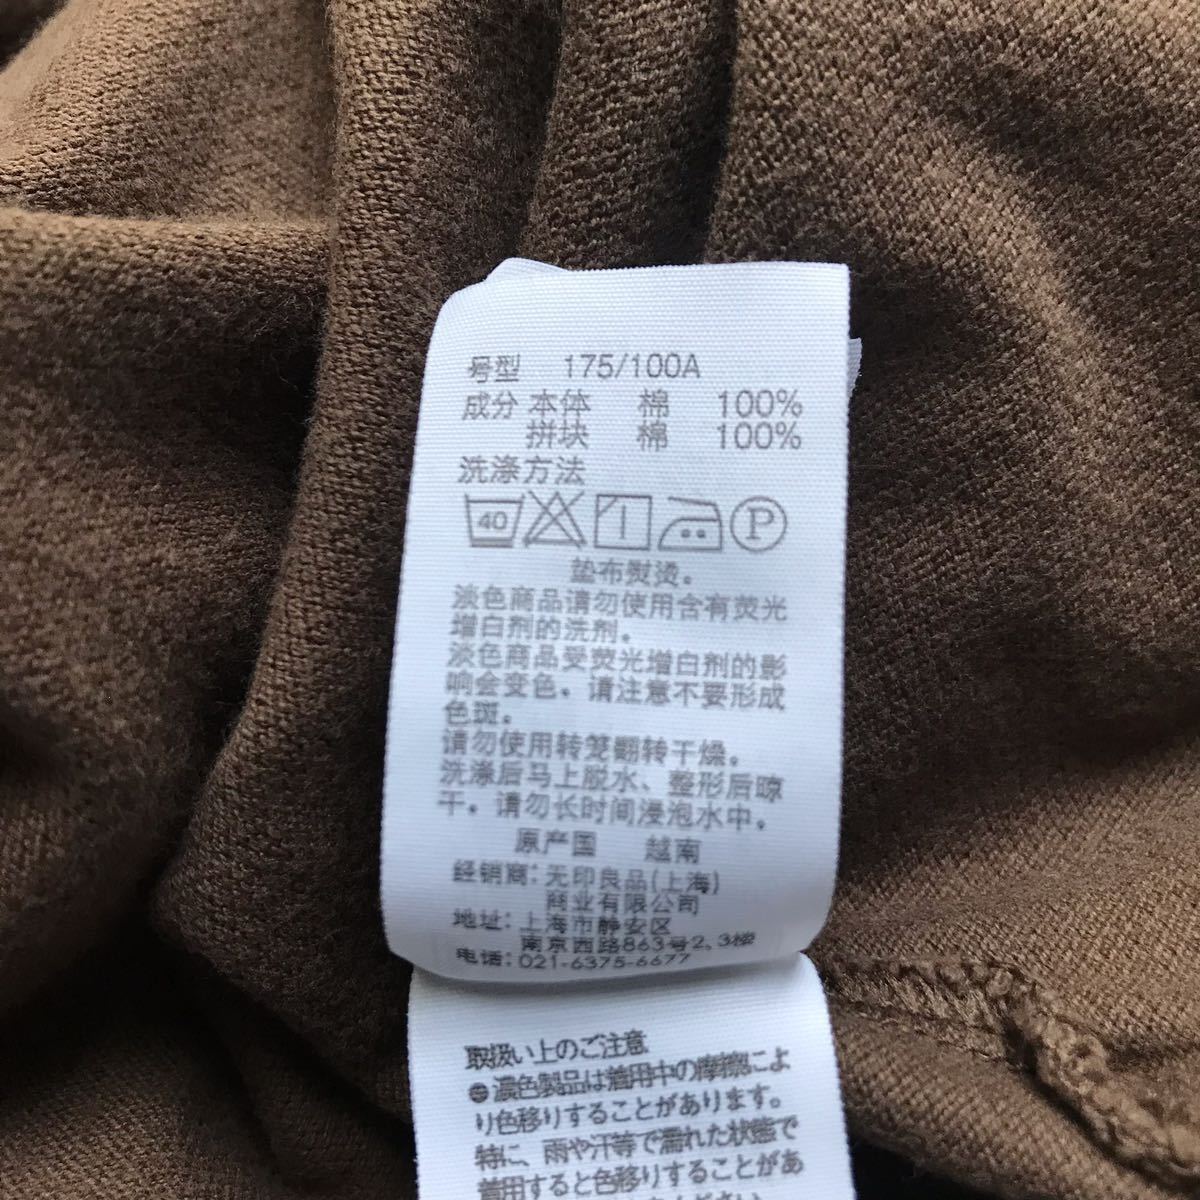 号型 175/100A
成分 本体 棉 100%
拼块 棉 100%
洗涤方法
40 P
垫布熨烫。
淡色商品请勿使用含有荧光
增白剂的洗剂。
淡色商品受荧光增白剂的影
响会变色。请注意不要形成
色斑。
请勿使用转笼翻转干燥。
洗涤后马上脱水、整形后晾
干。请勿长时间浸泡水中。
原产国 越南
经销商:无印良品(上海)
商业有限公司
地址:上海市静安区
南京西路863号2,3楼
电话:021-6375-6677
取扱い上のご注意
濃色製品は着用中の摩擦によ
り色移りすることがあります。
特に、雨や汗等で濡れた状態で
着用すると色移りすることがあ